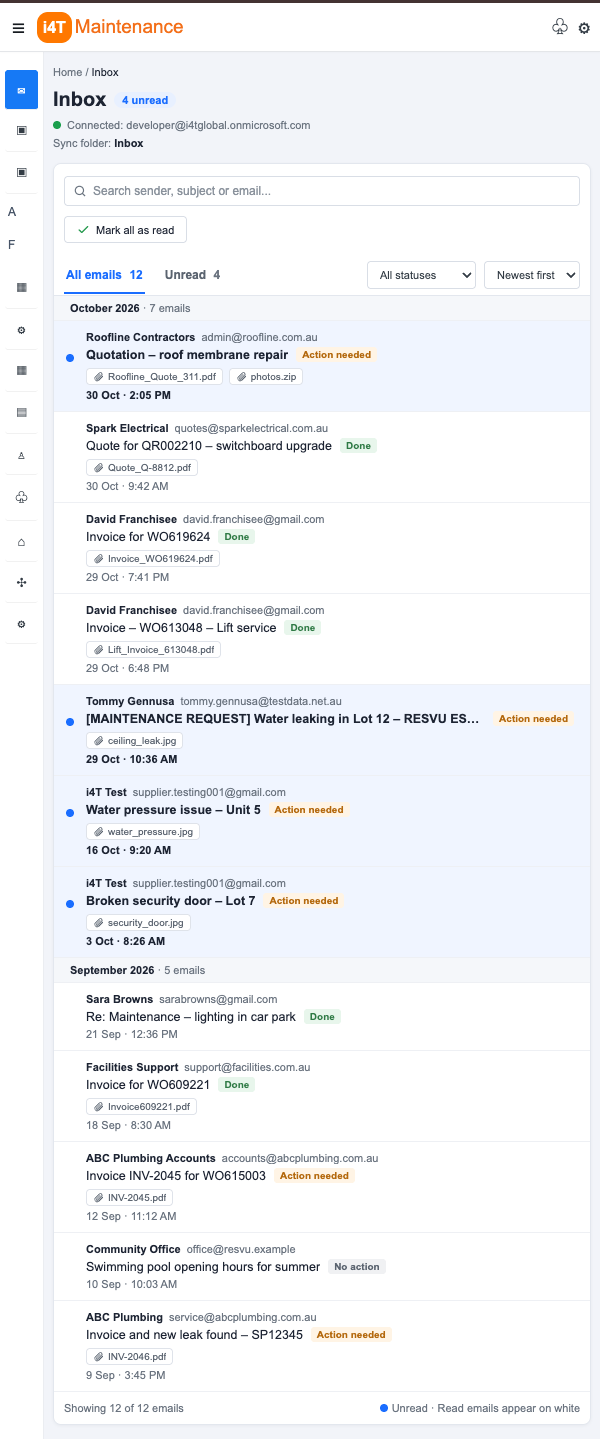 i4T Maintenance
Home / Inbox
Inbox 4 unread
Connected: developer@i4tglobal.onmicrosoft.com
Sync folder: Inbox
Search sender, subject or email...
Mark all as read
A
F
All emails 12 Unread 4 All statuses Newest first
October 2026 · 7 emails
Roofline Contractors admin@roofline.com.au
Quotation – roof membrane repair Action needed
Roofline_Quote_311.pdf photos.zip
30 Oct · 2:05 PM
Spark Electrical quotes@sparkelectrical.com.au
Quote for QR002210 – switchboard upgrade Done
Quote_Q-8812.pdf
30 Oct · 9:42 AM
David Franchisee david.franchisee@gmail.com
Invoice for WO619624 Done
Invoice_WO619624.pdf
29 Oct · 7:41 PM
David Franchisee david.franchisee@gmail.com
Invoice – WO613048 – Lift service Done
Lift_Invoice_613048.pdf
29 Oct · 6:48 PM
Tommy Gennusa tommy.gennusa@testdata.net.au
[MAINTENANCE REQUEST] Water leaking in Lot 12 – RESVU ES... Action needed
ceiling_leak.jpg
29 Oct · 10:36 AM
i4T Test supplier.testing001@gmail.com
Water pressure issue – Unit 5 Action needed
water_pressure.jpg
16 Oct · 9:20 AM
i4T Test supplier.testing001@gmail.com
Broken security door – Lot 7 Action needed
security_door.jpg
3 Oct · 8:26 AM
September 2026 · 5 emails
Sara Browns sarabrowns@gmail.com
Re: Maintenance – lighting in car park Done
21 Sep · 12:36 PM
Facilities Support support@facilities.com.au
Invoice for WO609221 Done
Invoice609221.pdf
18 Sep · 8:30 AM
ABC Plumbing Accounts accounts@abcplumbing.com.au
Invoice INV-2045 for WO615003 Action needed
INV-2045.pdf
12 Sep · 11:12 AM
Community Office office@resvu.example
Swimming pool opening hours for summer No action
10 Sep · 10:03 AM
ABC Plumbing service@abcplumbing.com.au
Invoice and new leak found – SP12345 Action needed
INV-2046.pdf
9 Sep · 3:45 PM
Showing 12 of 12 emails Unread · Read emails appear on white